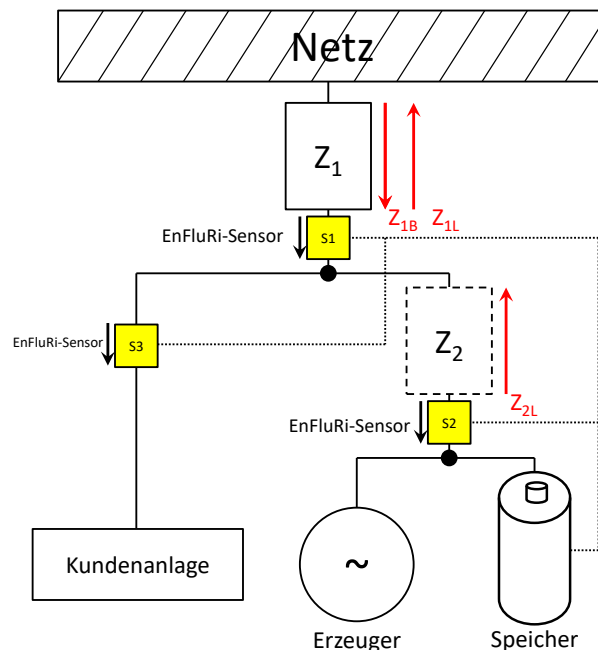 Netz
Z1
Z1B Z1L
EnFluRi-Sensor
S1
EnFluRi-Sensor
S3
Z2
Z2L
EnFluRi-Sensor
S2
Kundenanlage
~
Erzeuger
Speicher